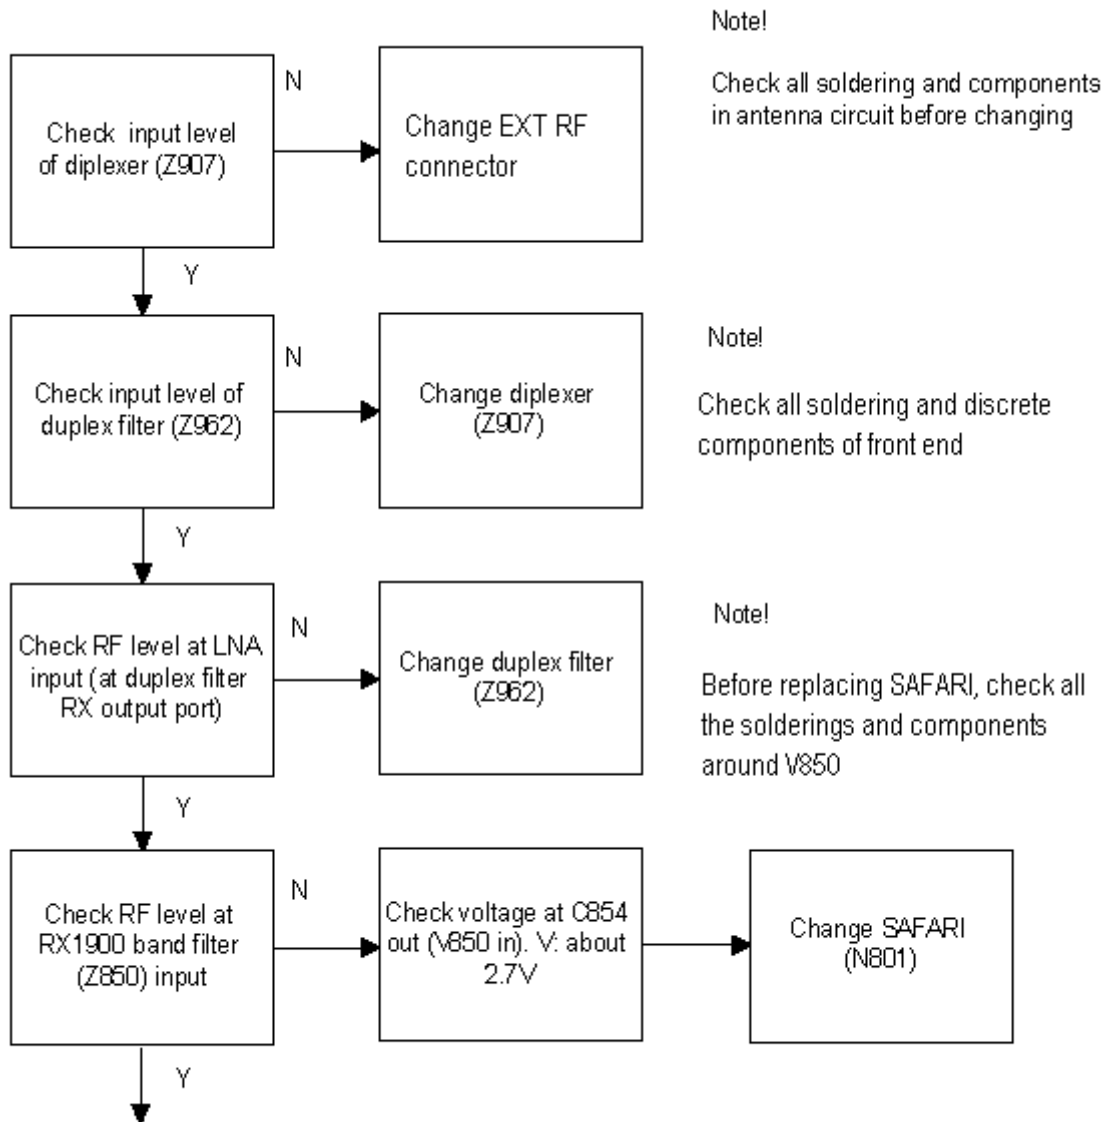 Note!
Check all soldering and components
in antenna circuit before changing
Check input level
of diplexer (Z907)
N
Change EXT RF
connector
Y
Note!
Check all soldering and discrete
components of front end
Check input level of
duplex filter (Z962)
N
Change diplexer
(Z907)
Y
Note!
Before replacing SAFARI, check all
the solderings and components
around V850
Check RF level at LNA
input (at duplex filter
RX output port)
N
Change duplex filter
(Z962)
Y
Check RF level at
RX1900 band filter
(Z850) input
N
Check voltage at C854
out (V850 in). V: about
2.7V
Change SAFARI
(N801)
Y